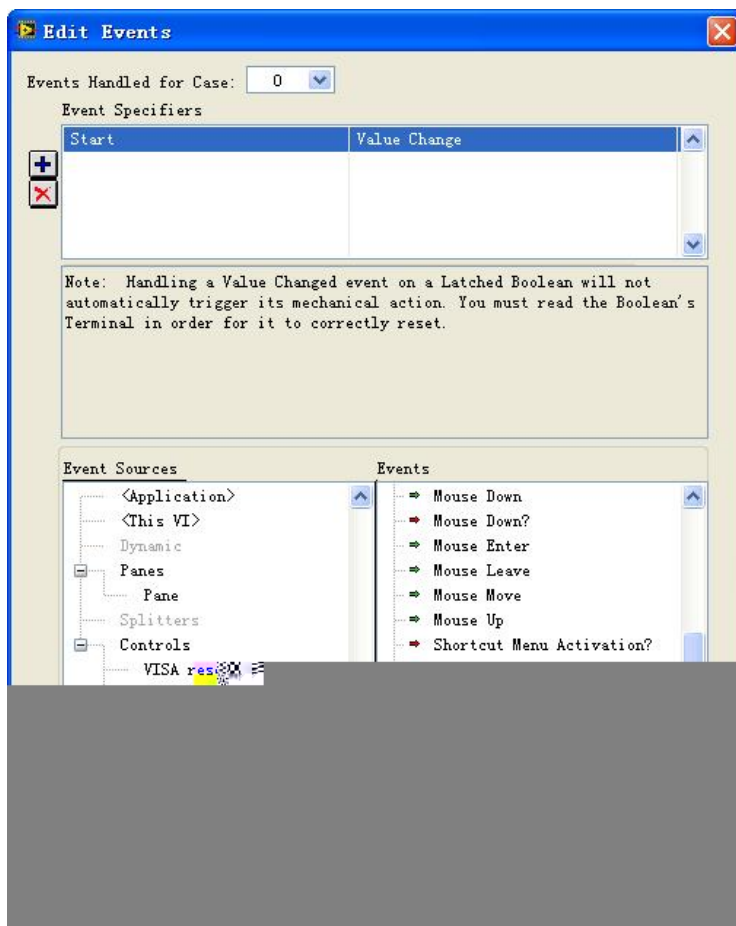 Edit Events
Events Handled for Case: 0
Event Specifiers
Start Value Change
Note: Handling a Value Changed event on a Latched Boolean will not
automatically trigger its mechanical action. You must read the Boolean's
Terminal in order for it to correctly reset.
Event Sources
<Application>
<This VI>
Dynamic
Panes
Pane
Splitters
Controls
VISA
Events
Mouse Down
Mouse Down?
Mouse Enter
Mouse Leave
Mouse Move
Mouse Up
Shortcut Menu Activation?